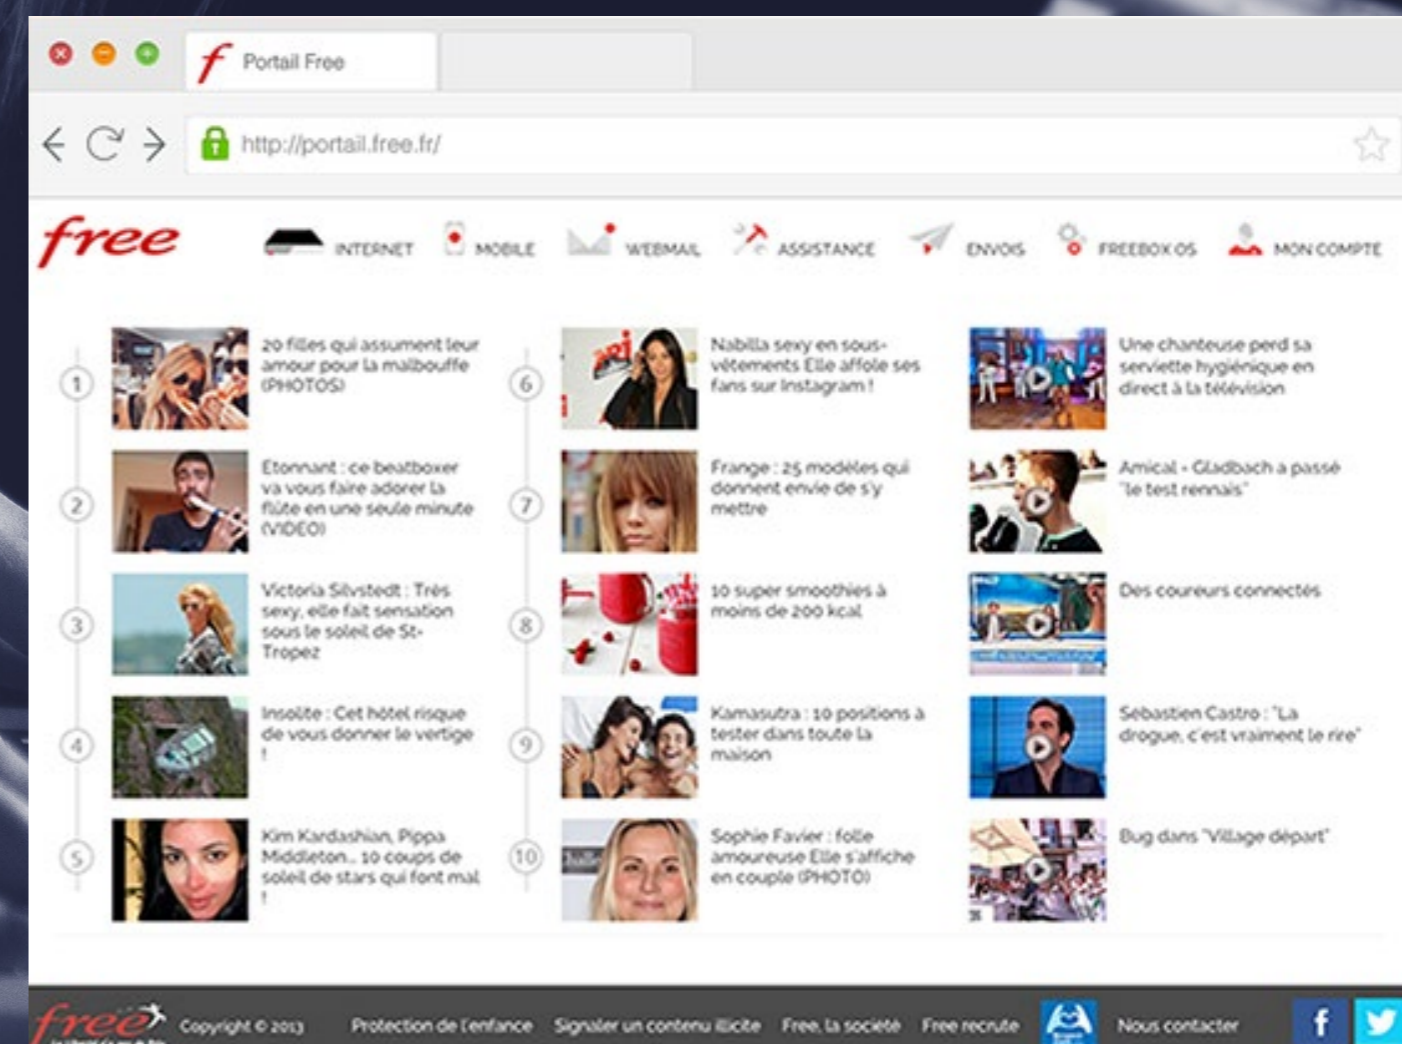 Portail Free
http://portail.free.fr/
free
INTERNET
MOBILE
WEBMAIL
ASSISTANCE
ENVOIS
FREEBOX OS
MON COMPTE
1
20 filles qui assument leur
amour pour la malbouffe
(PHOTOS)
2
Etonnant : ce beatboxer
va vous faire adorer la
flûte en une seule minute
(VIDEO)
3
Victoria Silvstedt : Très
sexy, elle fait sensation
sous le soleil de St-
Tropez
4
Insolite : Cet hôtel risque
de vous donner le vertige
!
5
Kim Kardashian, Pippa
Middleton... 10 coups de
soleil de stars qui font mal
!
6
Nabilla sexy en sous-
vêtements Elle affole ses
fans sur Instagram !
7
Frange : 25 modèles qui
donnent envie de s'y
mettre
8
10 super smoothies à
moins de 200 kcal
9
Kamasutra : 10 positions à
tester dans toute la
maison
10
Sophie Favier : folle
amoureuse Elle s'affiche
en couple (PHOTO)
Une chanteuse perd sa
serviette hygiénique en
direct à la télévision
Amical - Gladbach a passé
"le test rennais"
Des coureurs connectés
Sébastien Castro : "La
drogue, c'est vraiment le rire"
Bug dans "Village départ"
free
Copyright © 2013
Protection de l'enfance
Signaler un contenu illicite
Free, la société
Free recrute
Nous contacter